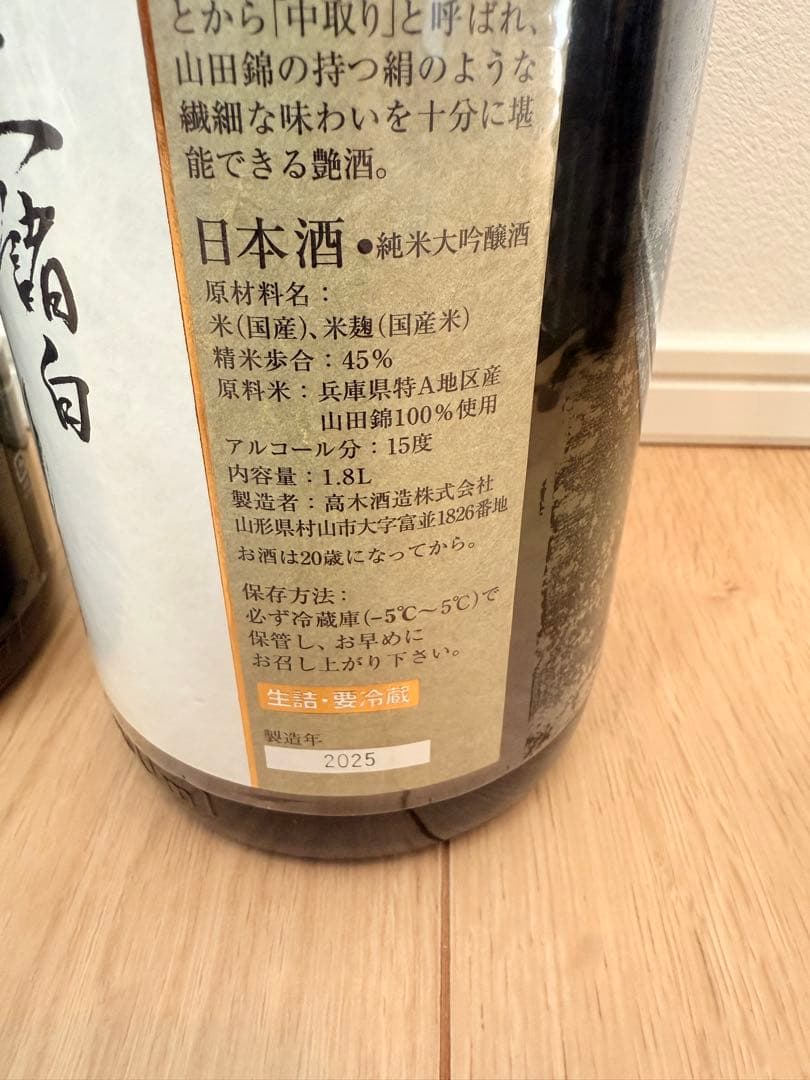 とから「中取り」と呼ばれ、
山田錦の持つ絹のような
繊細な味わいを十分に堪
能できる艶酒。
日本酒●純米大吟醸酒
原材料名：
米(国産)、米麹(国産米)
精米歩合：45%
原料米：兵庫県特A地区産
山田錦100%使用
アルコール分：15度
内容量：1.8L
製造者：高木酒造株式会社
山形県村山市大字富並1826番地
お酒は20歳になってから。
保存方法：
必ず冷蔵庫(-5℃～5℃)で
保管し、お早めに
お召し上がり下さい。
生詰・要冷蔵
製造年
2025
諸白